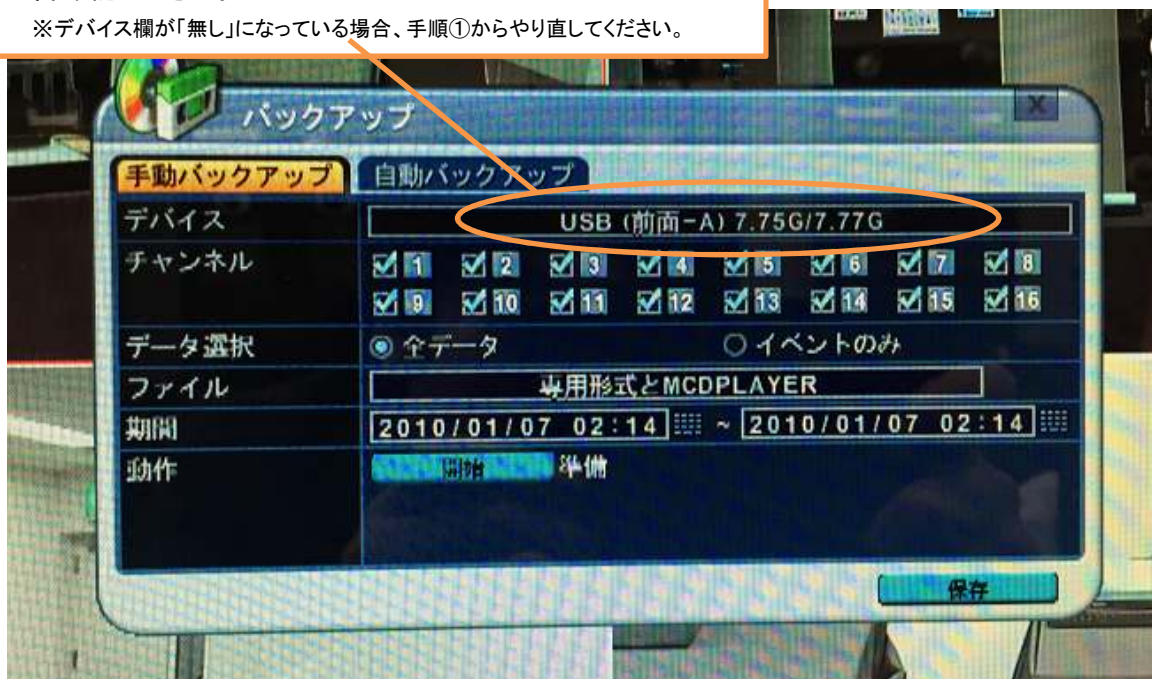 ※デバイス欄が「無し」になっている場合、手順①からやり直してください。
バックアップ
X
手動バックアップ 自動バックアップ
デバイス USB (前面-A) 7.75G/7.77G
チャンネル 1 2 3 4 5 6 7 8
9 10 11 12 13 14 15 16
データ選択 全データ イベントのみ
ファイル 専用形式とMCDPLAYER
期間 2010/01/07 02:14 ~ 2010/01/07 02:14
動作 開始 準備
保存